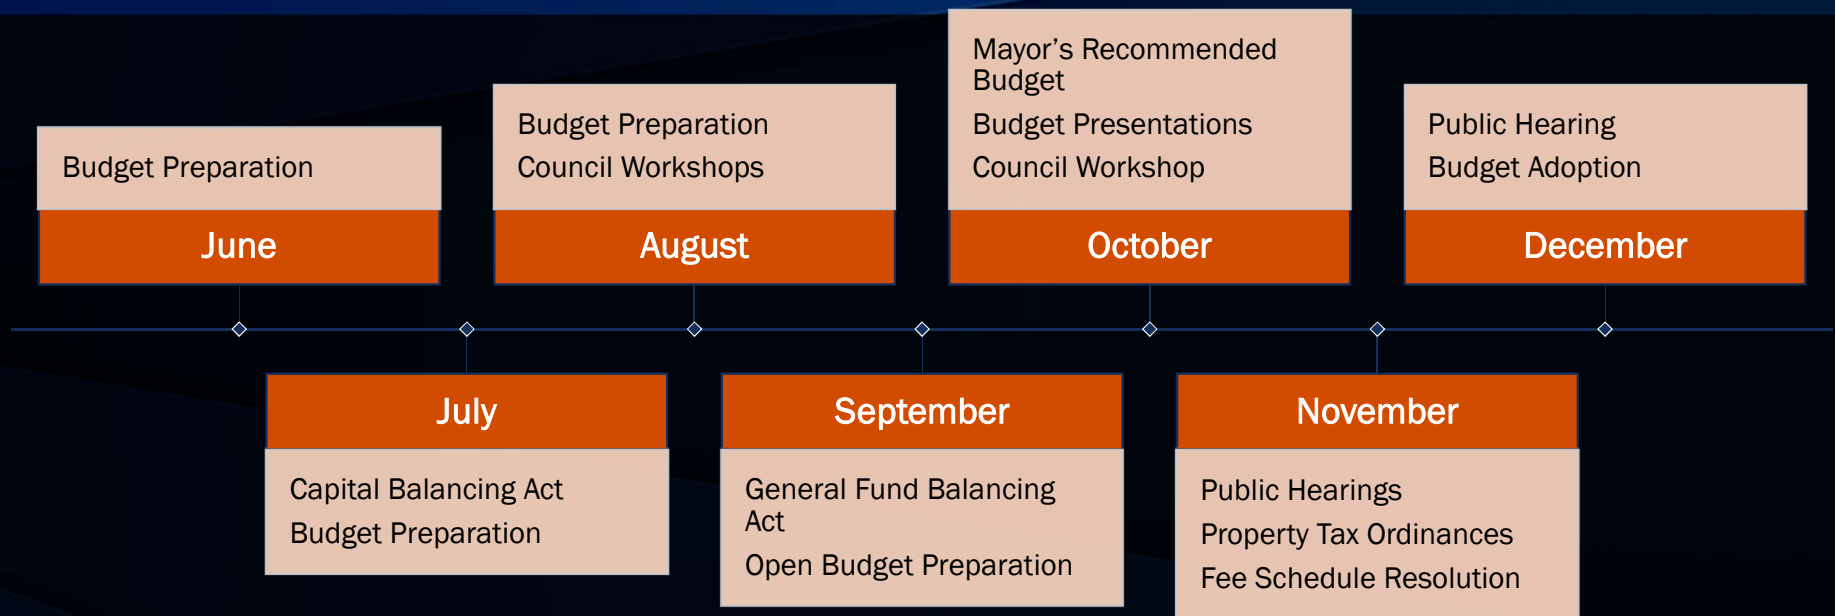 Budget Preparation
June
Capital Balancing Act
Budget Preparation
July
Budget Preparation
Council Workshops
August
General Fund Balancing
Act
Open Budget Preparation
September
Mayor’s Recommended
Budget
Budget Presentations
Council Workshop
October
Public Hearings
Property Tax Ordinances
Fee Schedule Resolution
November
Public Hearing
Budget Adoption
December